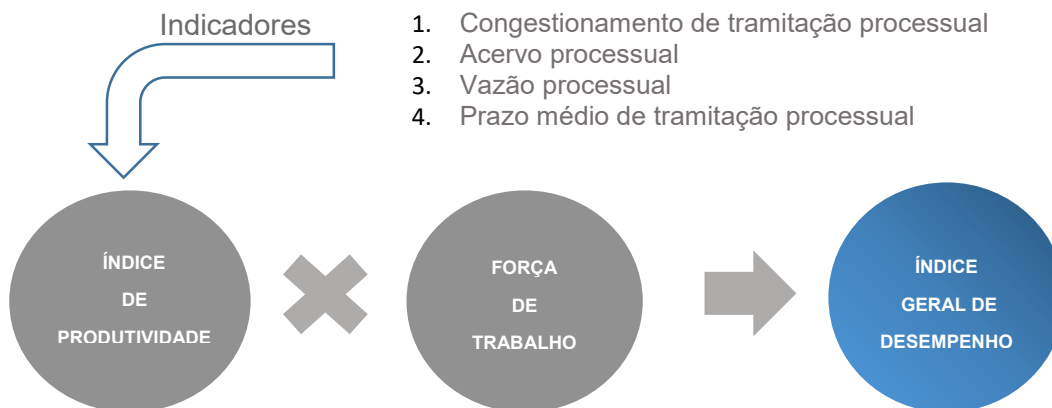 Indicadores
1. Congestionamento de tramitação processual
2. Acervo processual
3. Vazão processual
4. Prazo médio de tramitação processual
ÍNDICE
DE
PRODUTIVIDADE
FORÇA
DE
TRABALHO
ÍNDICE
GERAL DE
DESEMPENHO